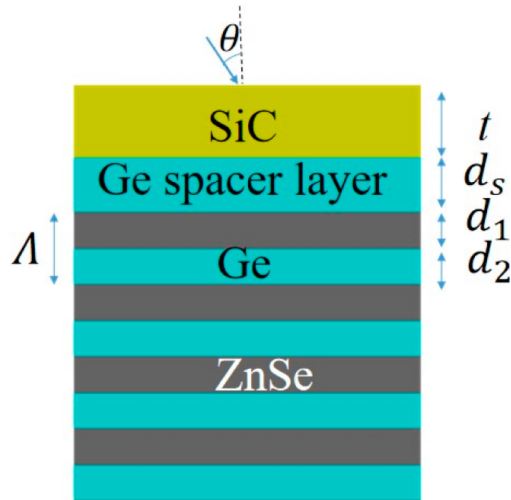 θ
SiC
t
Ge spacer layer
d_s
d_1
Λ
Ge
d_2
ZnSe